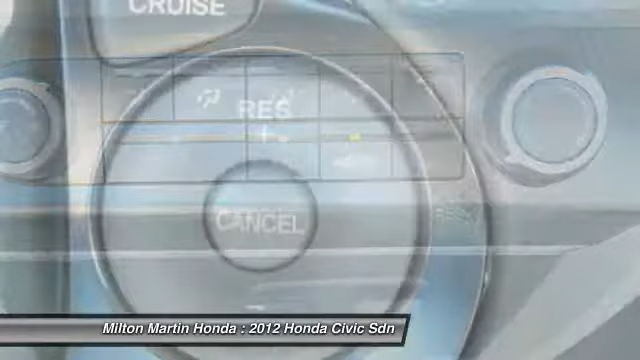 CRUISE
RES
+
CANCEL
Milton Martin Honda : 2012 Honda Civic Sdn